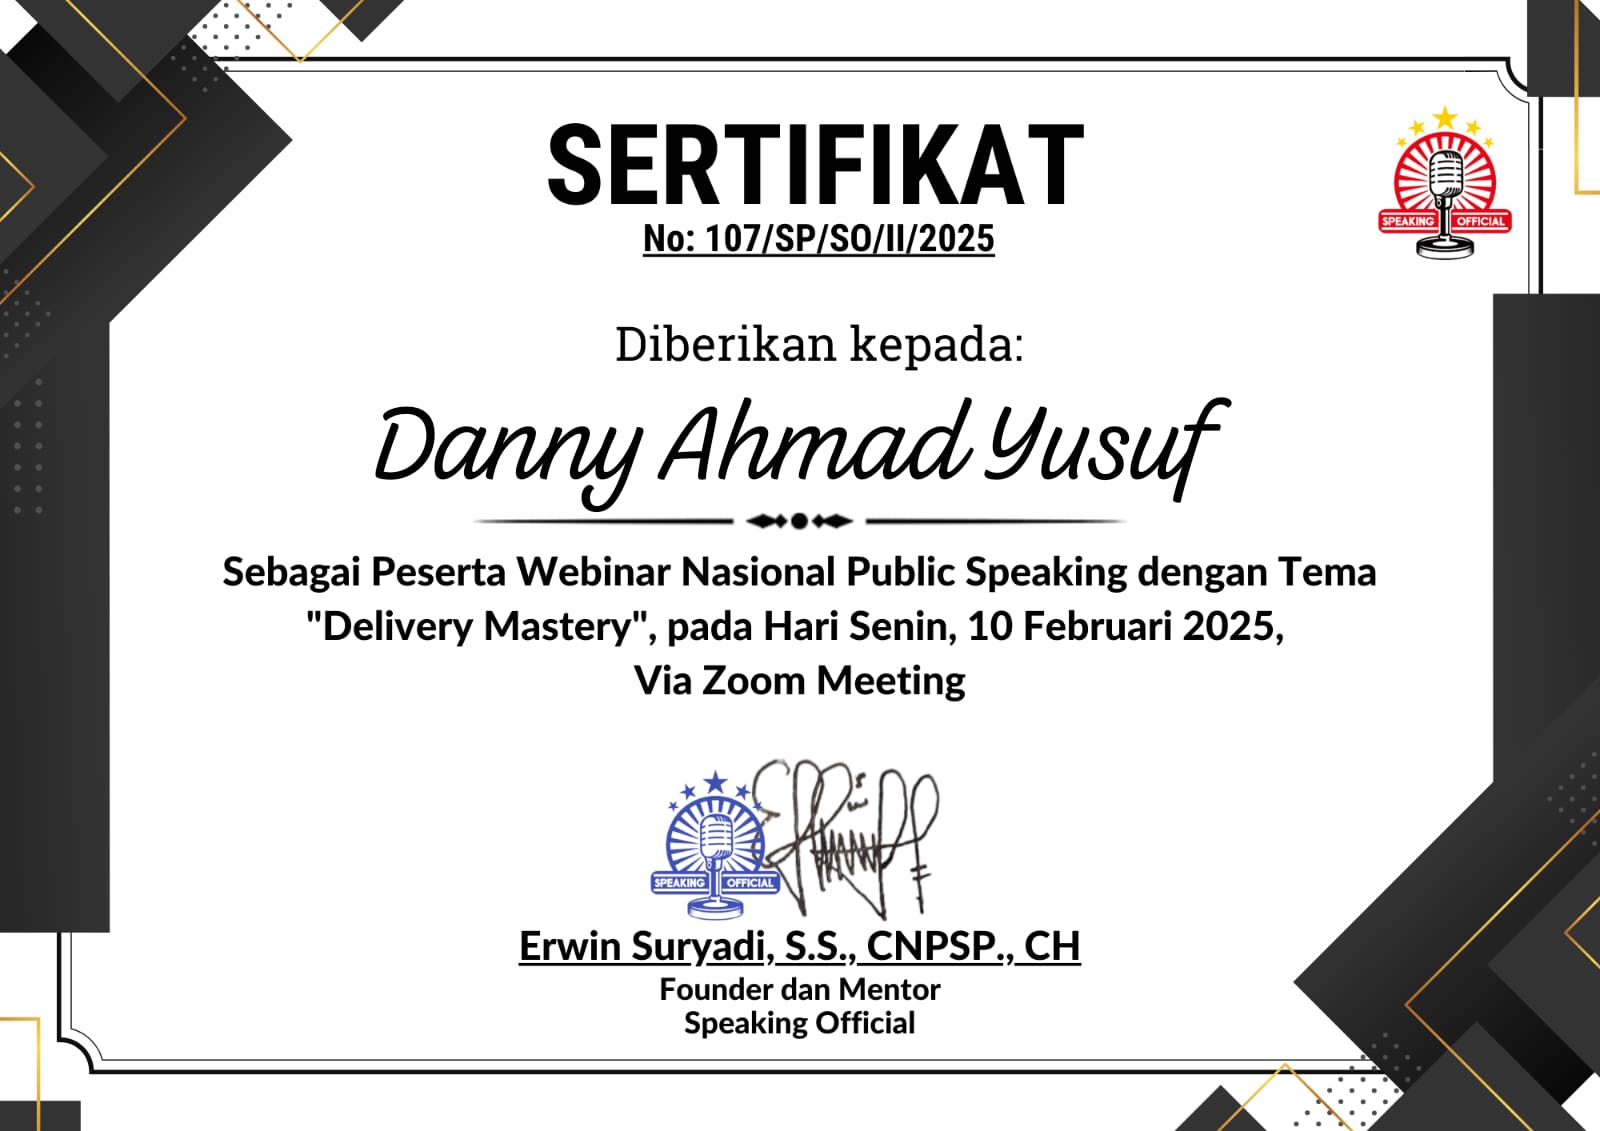 SERTIFIKAT
No: 107/SP/SO/II/2025
SPEAKING OFFICIAL
Diberikan kepada:
Danny Ahmad Yusuf
Sebagai Peserta Webinar Nasional Public Speaking dengan Tema
"Delivery Mastery", pada Hari Senin, 10 Februari 2025,
Via Zoom Meeting
SPEAKING OFFICIAL
Erwin Suryadi, S.S., CNPSP., CH
Founder dan Mentor
Speaking Official